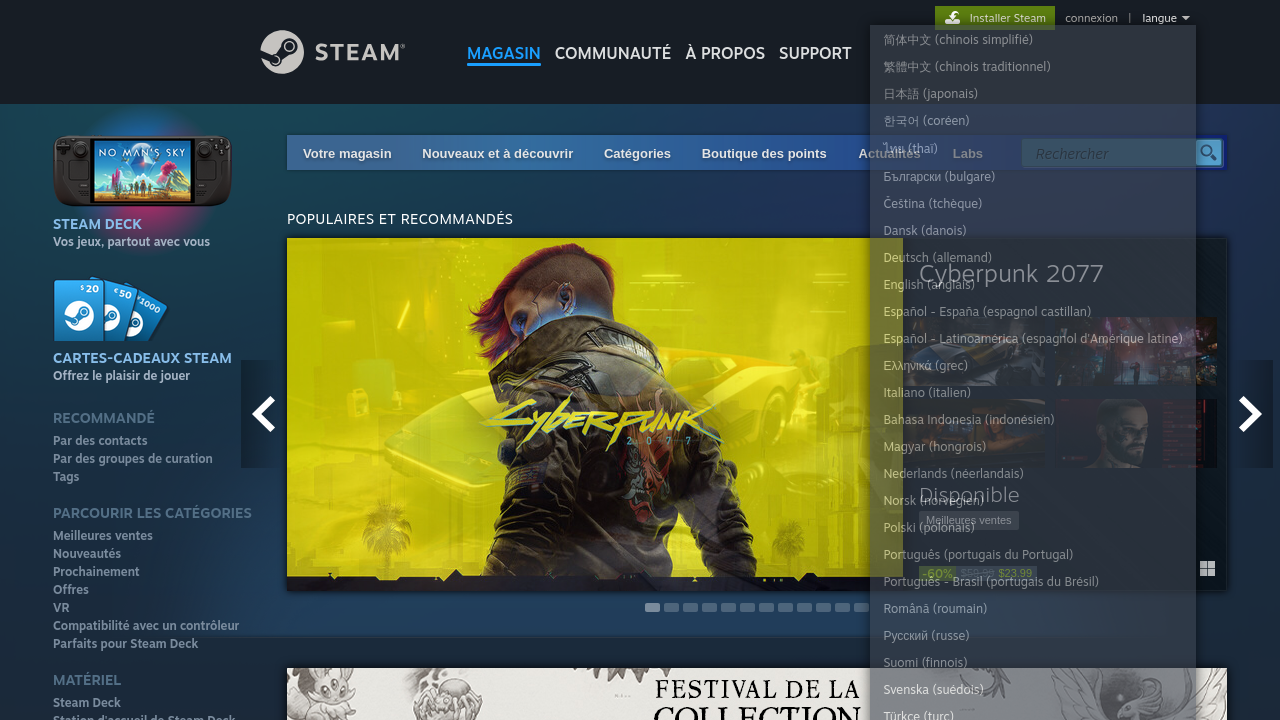 Installer Steam
connexion | langue
STEAM®
MAGASIN COMMUNAUTÉ À PROPOS SUPPORT
简体中文 (chinois simplifié)
繁體中文 (chinois traditionnel)
日本語 (japonais)
한국어 (coréen)
ไทย (thaï)
Български (bulgare)
Čeština (tchèque)
Dansk (danois)
Deutsch (allemand)
English (anglais)
Español - España (espagnol castillan)
Español - Latinoamérica (espagnol d'Amérique latine)
Ελληνικά (grec)
Italiano (italien)
Bahasa Indonesia (indonésien)
Magyar (hongrois)
Nederlands (néerlandais)
Norsk (norvégien)
Polski (polonais)
Português (portugais du Portugal)
Português - Brasil (portugais du Brésil)
Română (roumain)
Русский (russe)
Suomi (finnois)
Svenska (suédois)
Türkçe (turc)
NO MAN'S SKY
STEAM DECK
Vos jeux, partout avec vous
$ 20
€ 50
1000
CARTES-CADEAUX STEAM
Offrez le plaisir de jouer
RECOMMANDÉ
Par des contacts
Par des groupes de curation
Tags
PARCOURIR LES CATÉGORIES
Meilleures ventes
Nouveautés
Prochainement
Offres
VR
Compatibilité avec un contrôleur
Parfaits pour Steam Deck
MATÉRIEL
Steam Deck
Station d'accueil de Steam Deck
Votre magasin Nouveaux et à découvrir Catégories Boutique des points Actualités Labs
Rechercher
POPULAIRES ET RECOMMANDÉS
CYBERPUNK
2077
Cyberpunk 2077
Disponible
Meilleures ventes
-60% $59.99 $23.99
FESTIVAL DE LA
COLLECTION